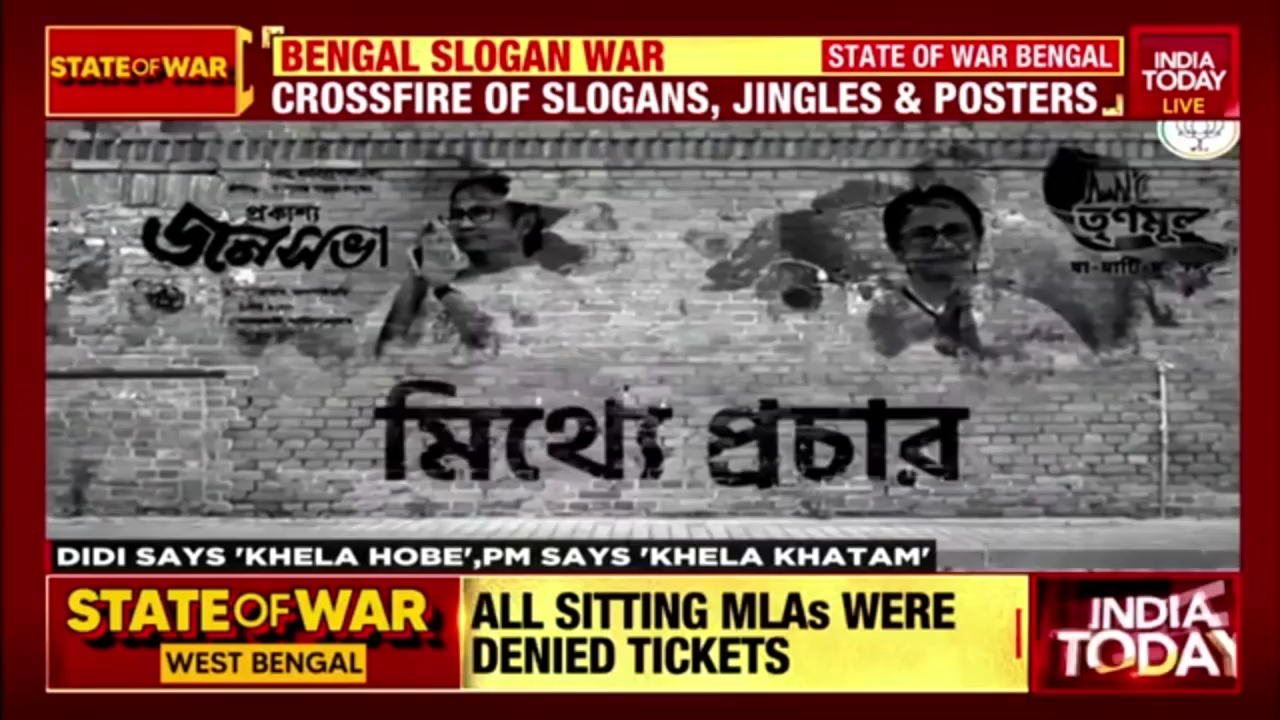 STATE OF WAR
BENGAL SLOGAN WAR
STATE OF WAR BENGAL
CROSSFIRE OF SLOGANS, JINGLES & POSTERS
INDIA
TODAY
LIVE
প্রকাশ্য
জনসভা
তৃণমূল
মা-মাটি-
মিথ্যে প্রচার
DIDI SAYS 'KHELA HOBE',PM SAYS 'KHELA KHATAM'
STATE OF WAR
WEST BENGAL
ALL SITTING MLAs WERE
DENIED TICKETS
INDIA
TODAY